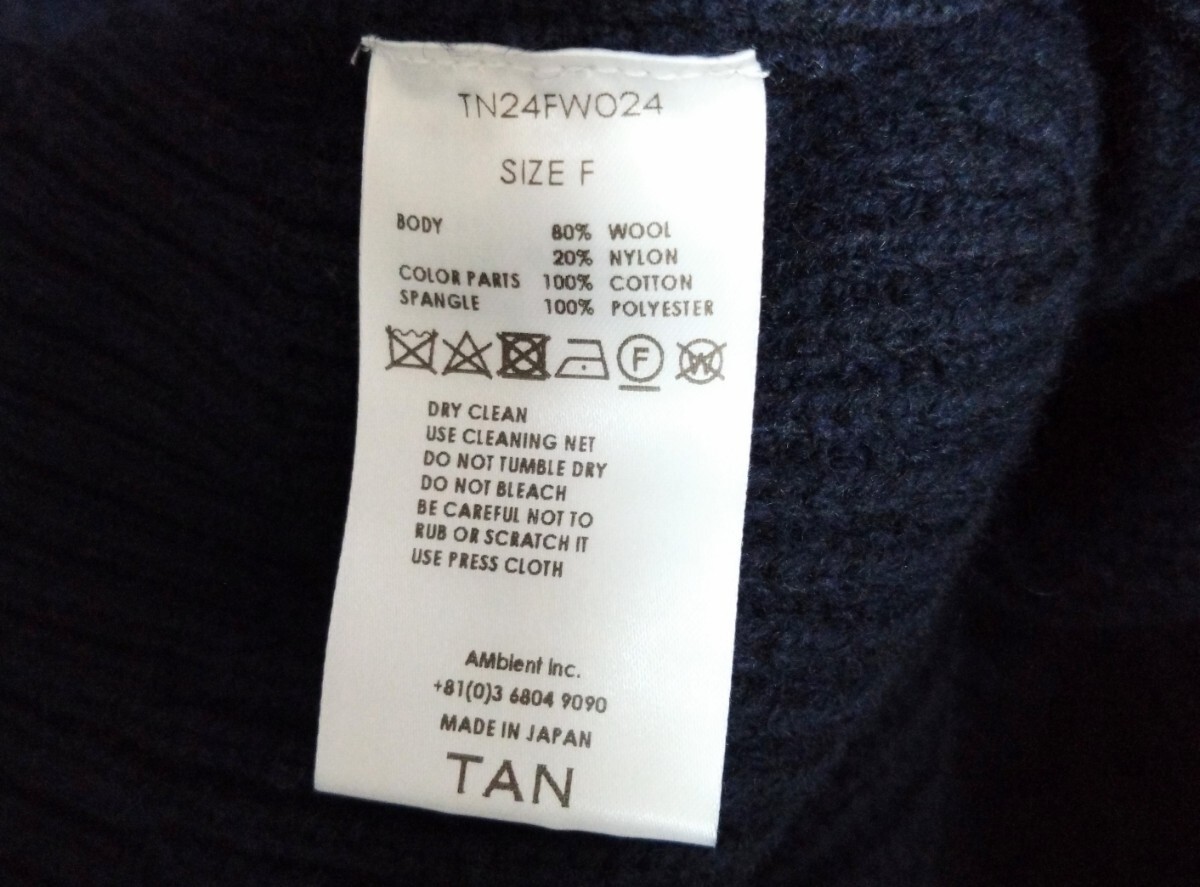 TN24FW024
SIZE F
BODY 80% WOOL
20% NYLON
COLOR PARTS 100% COTTON
SPANGLE 100% POLYESTER
F W
DRY CLEAN
USE CLEANING NET
DO NOT TUMBLE DRY
DO NOT BLEACH
BE CAREFUL NOT TO
RUB OR SCRATCH IT
USE PRESS CLOTH
AMbient Inc.
+81(0)3 6804 9090
MADE IN JAPAN
TAN